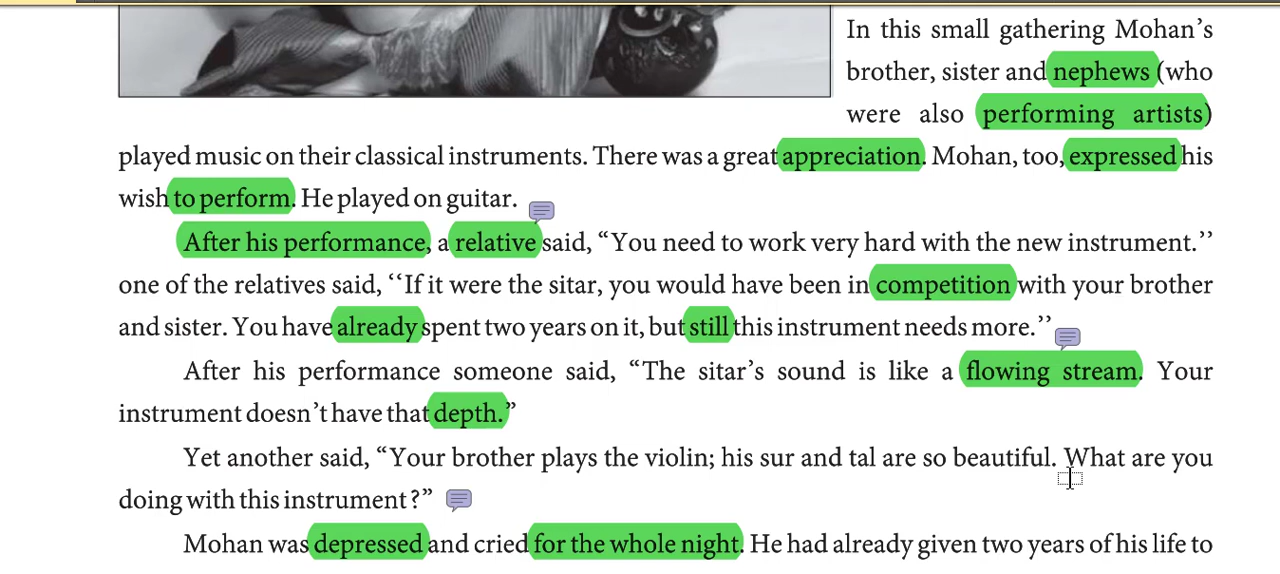 In this small gathering Mohan's
brother, sister and nephews (who
were also performing artists)
played music on their classical instruments. There was a great appreciation. Mohan, too, expressed his
wish to perform. He played on guitar.
After his performance, a relative said, “You need to work very hard with the new instrument.’’
one of the relatives said, ‘‘If it were the sitar, you would have been in competition with your brother
and sister. You have already spent two years on it, but still this instrument needs more.’’
After his performance someone said, “The sitar's sound is like a flowing stream. Your
instrument doesn't have that depth.”
Yet another said, “Your brother plays the violin; his sur and tal are so beautiful. What are you
doing with this instrument?”
Mohan was depressed and cried for the whole night. He had already given two years of his life to